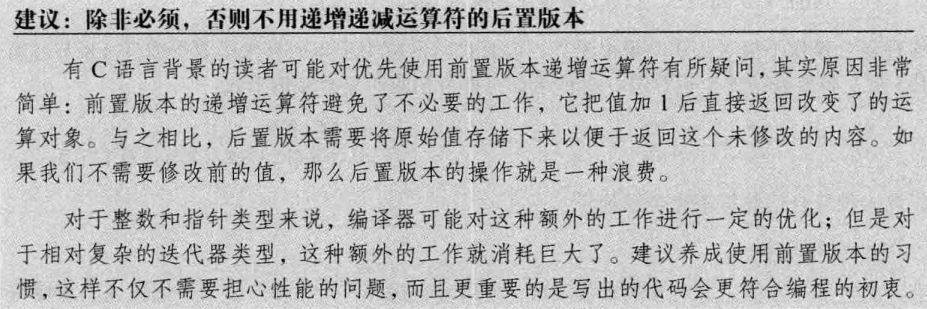 建议：除非必须，否则不用递增递减运算符的后置版本
有 C 语言背景的读者可能对优先使用前置版本递增运算符有所疑问，其实原因非常
简单：前置版本的递增运算符避免了不必要的工作，它把值加 1 后直接返回改变了的运
算对象。与之相比，后置版本需要将原始值存储下来以便于返回这个未修改的内容。如
果我们不需要修改前的值，那么后置版本的操作就是一种浪费。
对于整数和指针类型来说，编译器可能对这种额外的工作进行一定的优化；但是对
于相对复杂的迭代器类型，这种额外的工作就消耗巨大了。建议养成使用前置版本的习
惯，这样不仅不需要担心性能的问题，而且更重要的是写出的代码会更符合编程的初衷。